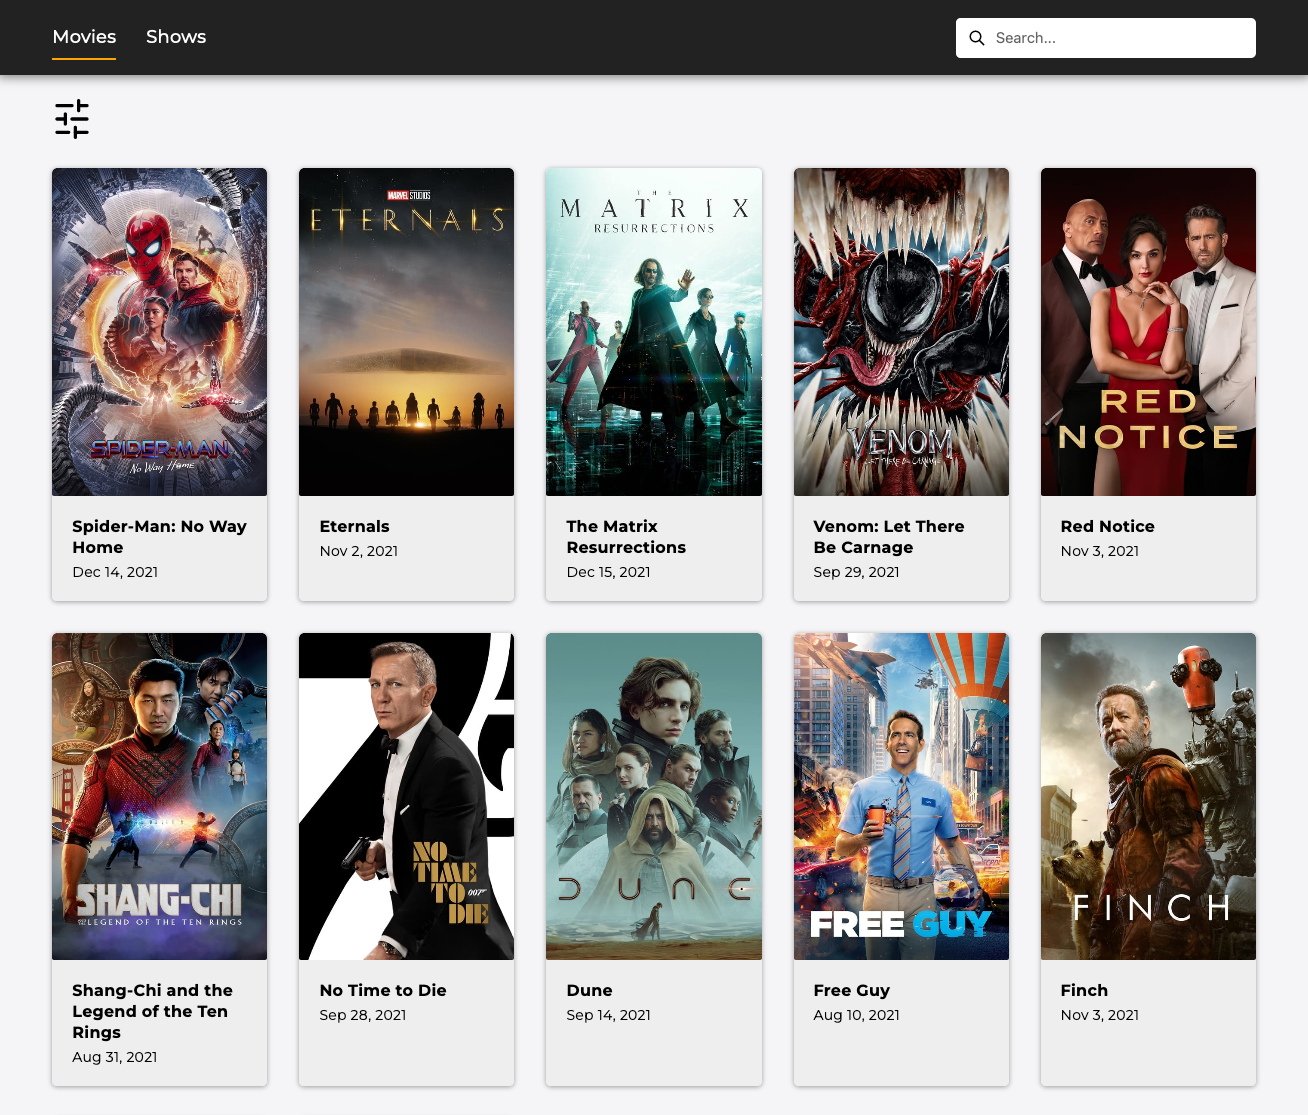 Movies
Shows
Search...
SPIDER-MAN
No Way Home
MARVEL STUDIOS
ETERNALS
THE
MATRIX
RESURRECTIONS
VENOM
LET THERE BE CARNAGE
RED
NOTICE
Spider-Man: No Way
Home
Dec 14, 2021
Eternals
Nov 2, 2021
The Matrix
Resurrections
Dec 15, 2021
Venom: Let There
Be Carnage
Sep 29, 2021
Red Notice
Nov 3, 2021
SHANG-CHI
AND THE LEGEND OF THE TEN RINGS
NO
TIME
TO 007
DIE
DUNE
FREE GUY
FINCH
Shang-Chi and the
Legend of the Ten
Rings
Aug 31, 2021
No Time to Die
Sep 28, 2021
Dune
Sep 14, 2021
Free Guy
Aug 10, 2021
Finch
Nov 3, 2021